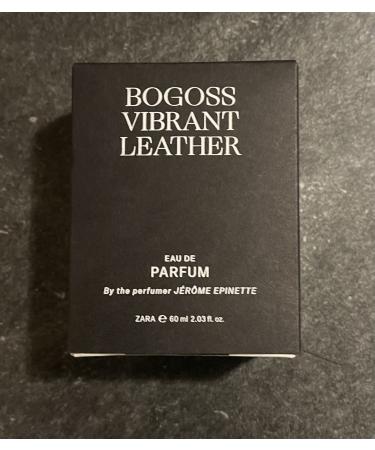 BOGOSS
VIBRANT
LEATHER
EAU DE
PARFUM
By the perfumer JÉRÔME EPINETTE
ZARA ℮ 60 ml 2.03 fl. oz.